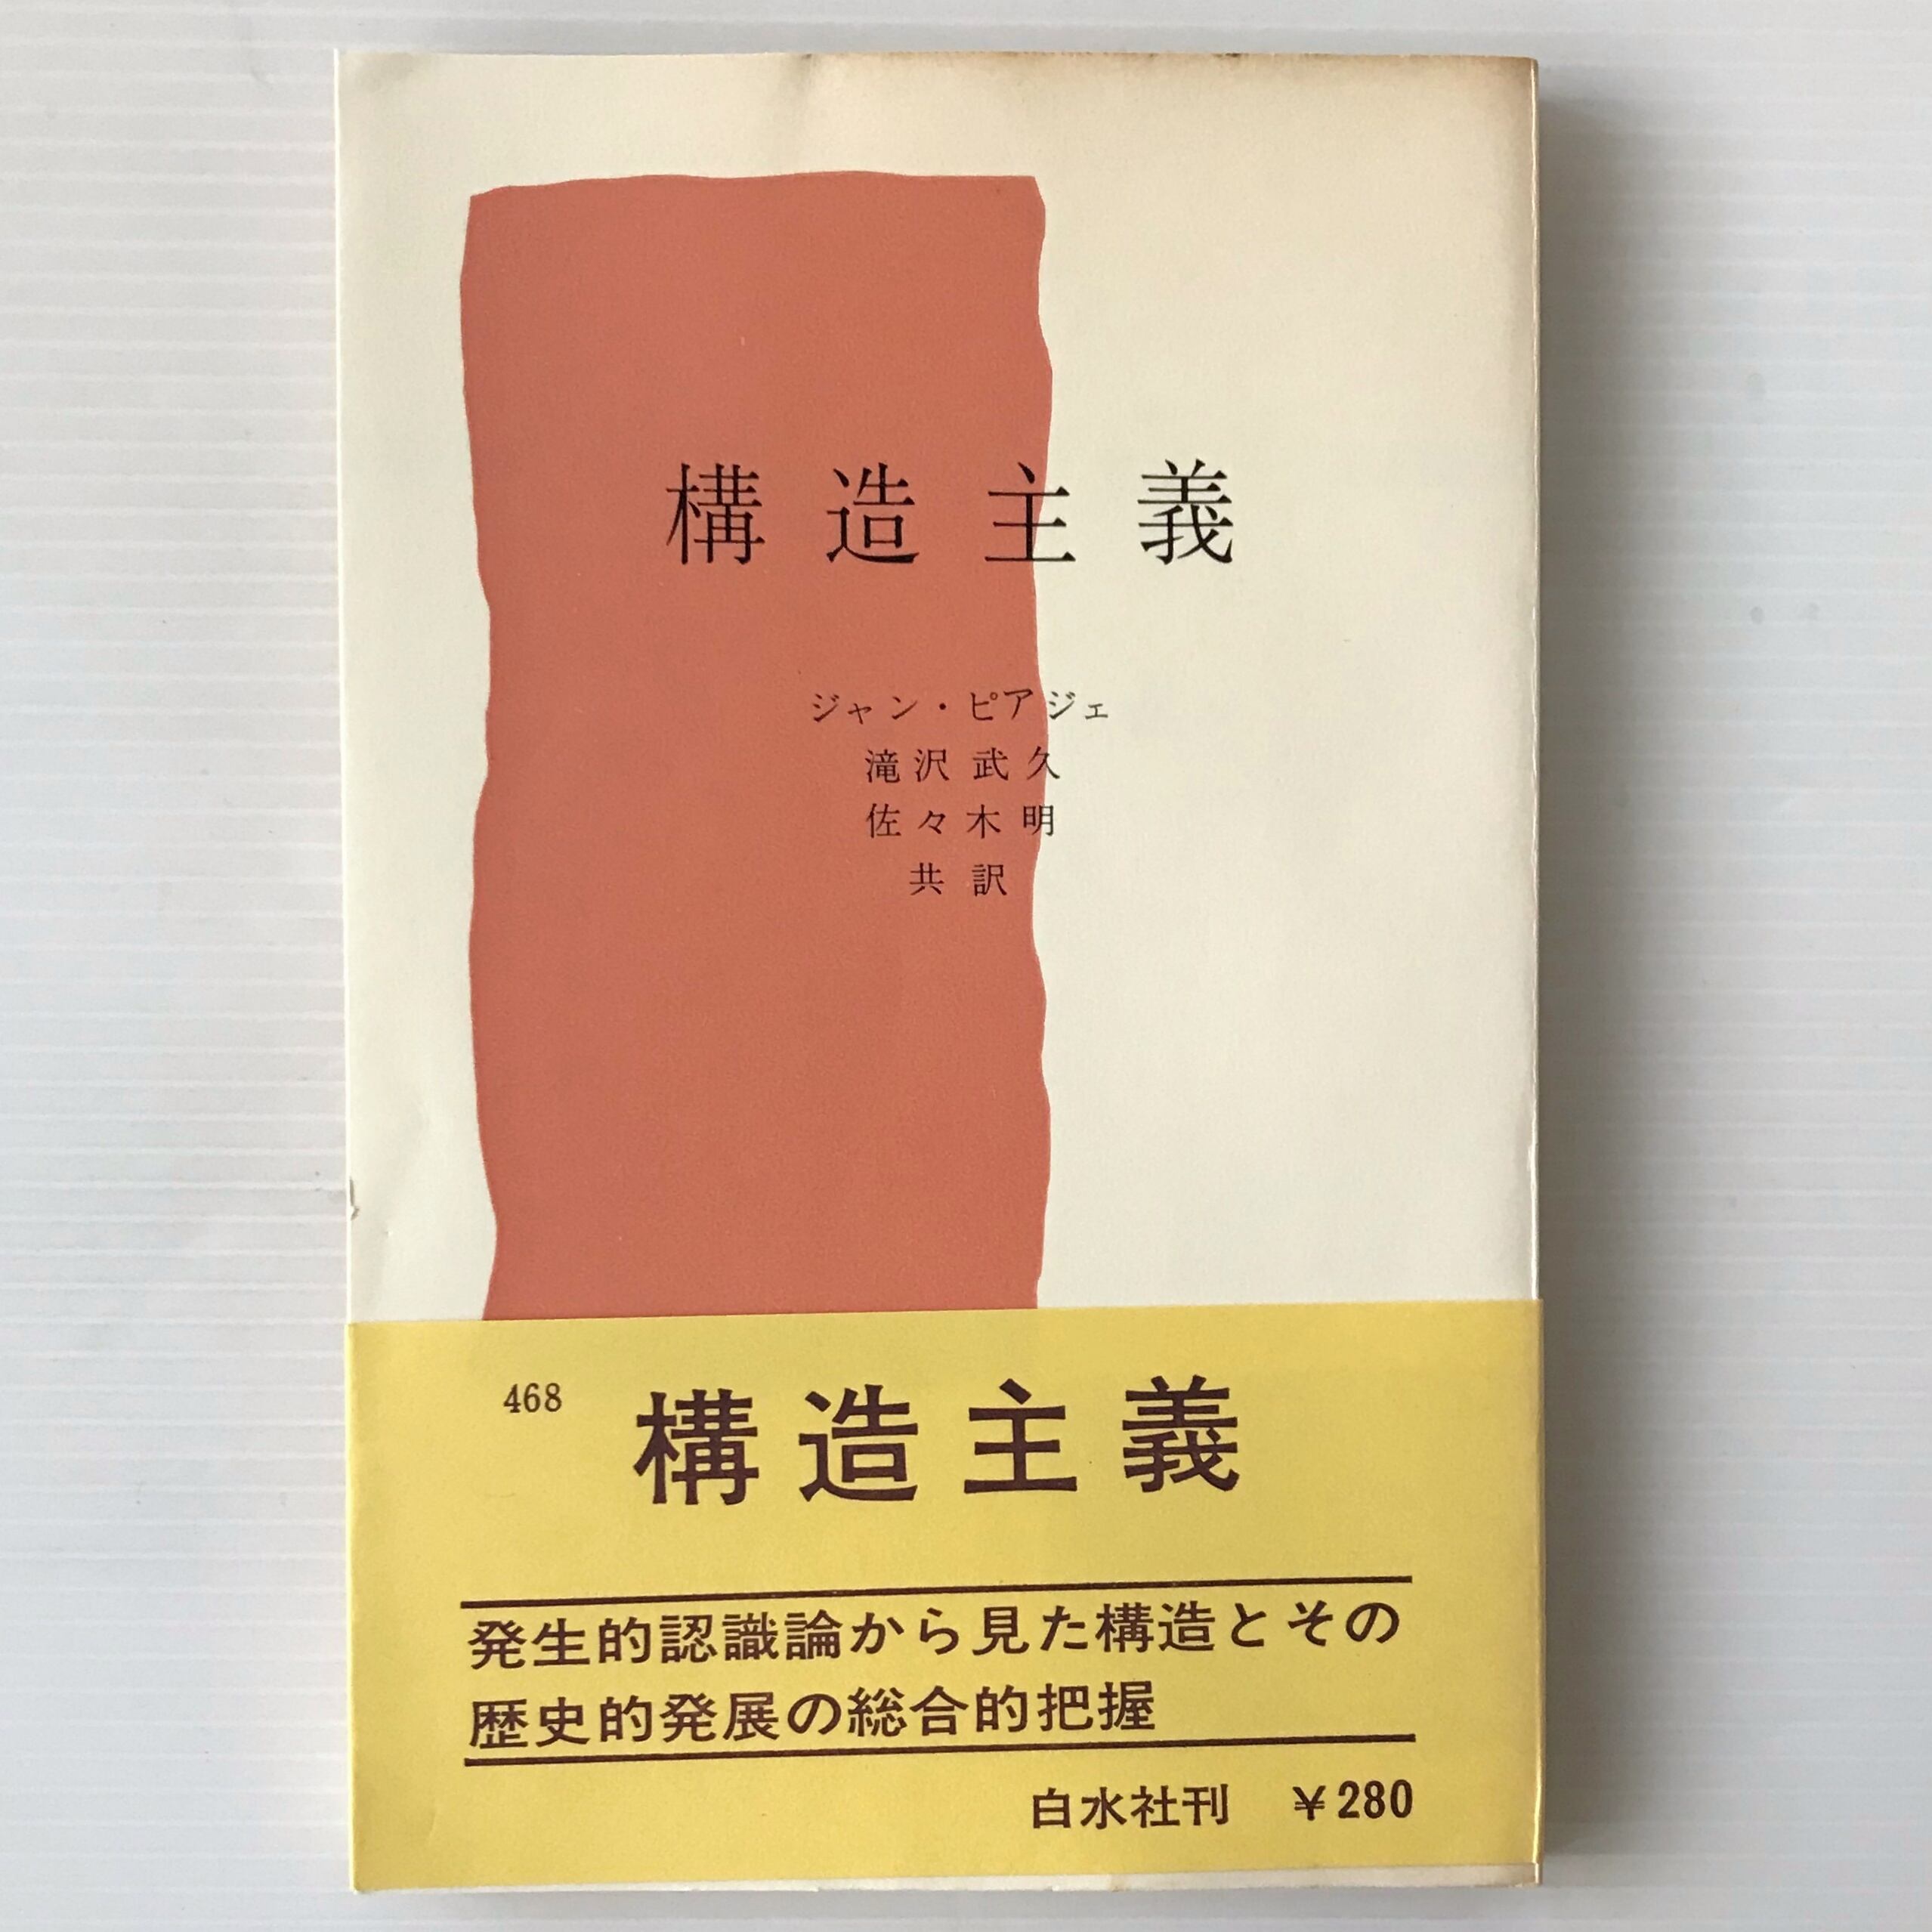 構造主義
ジャン・ピアジェ
滝沢武久
佐々木明
共訳
468
構造主義
発生的認識論から見た構造とその
歴史的発展の総合的把握
白水社刊 ¥280